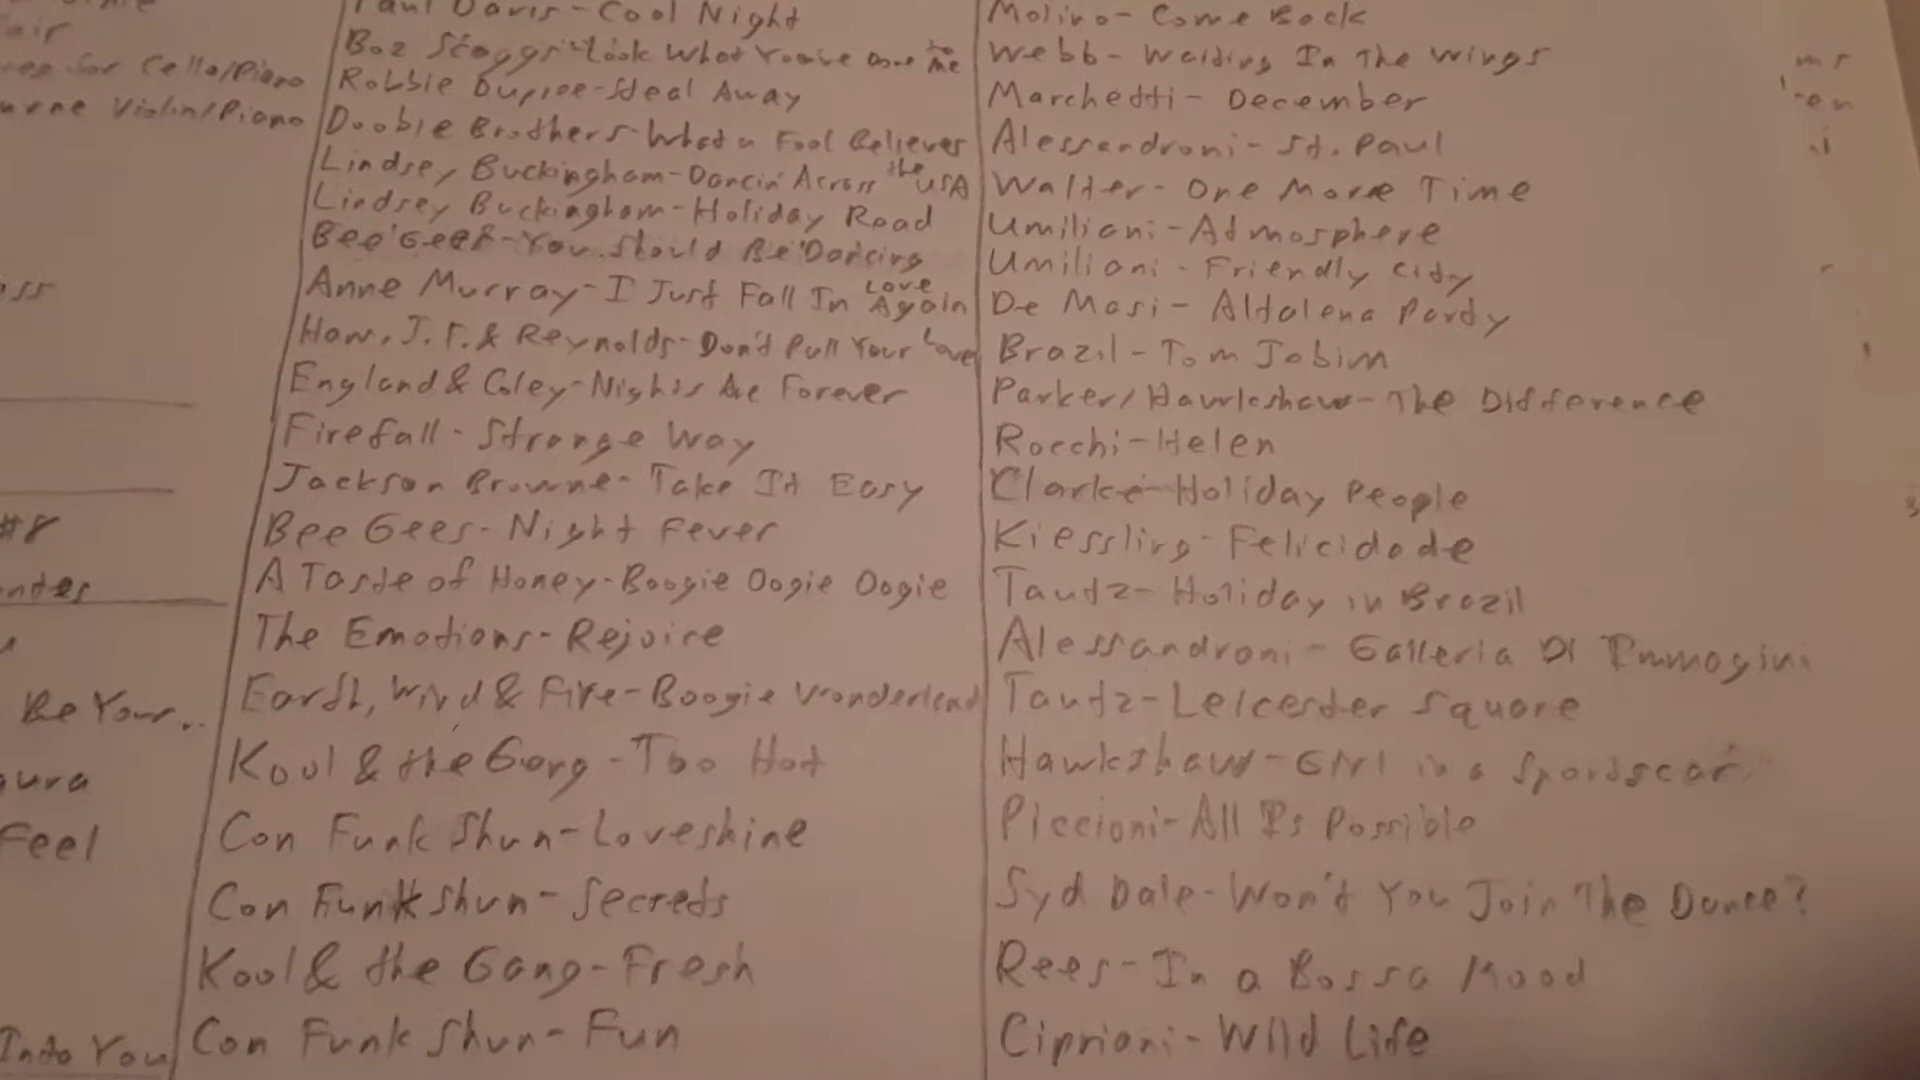 air
for Cello/Piano
Violin/Piano
#8
Be Your...
Feel
Into You
Paul Davis-Cool Night
Boz Scaggs-Look What You've Done to Me
Robbie Dupree-Steal Away
Doobie Brothers-What a Fool Believes
Lindsey Buckingham-Dancin' Across the USA
Lindsey Buckingham-Holiday Road
Bee Gees-You Should Be Dancing
Anne Murray-I Just Fall In Love Again
Ham, J.F. & Reynolds-Don't Pull Your Love
England & Coley-Nights Are Forever
Firefall-Strange Way
Jackson Browne-Take It Easy
Bee Gees-Night Fever
A Taste of Honey-Boogie Oogie Oogie
The Emotions-Rejoice
Earth, Wind & Fire-Boogie Wonderland
Kool & the Gang-Too Hot
Con Funk Shun-Loveshine
Con Funk Shun-Secrets
Kool & the Gang-Fresh
Con Funk Shun-Fun
Molino-Come Back
Webb-Waiting In The Wings
Marchetti-December
Alessandroni-St. Paul
Walter-One More Time
Umiliani-Atmosphere
Umiliani-Friendly City
De Masi-Altalena Party
Brazil-Tom Jobim
Parker/Hawkshaw-The Difference
Rocchi-Helen
Clarke-Holiday People
Kiessling-Felicidade
Tautz-Holiday in Brazil
Alessandroni-Galleria Di Immagini
Tautz-Leicester Square
Hawkshaw-Girl in a Sportscar
Piccioni-All Is Possible
Syd Dale-Won't You Join The Dance?
Rees-In a Bossa Mood
Cipriani-Wild Life